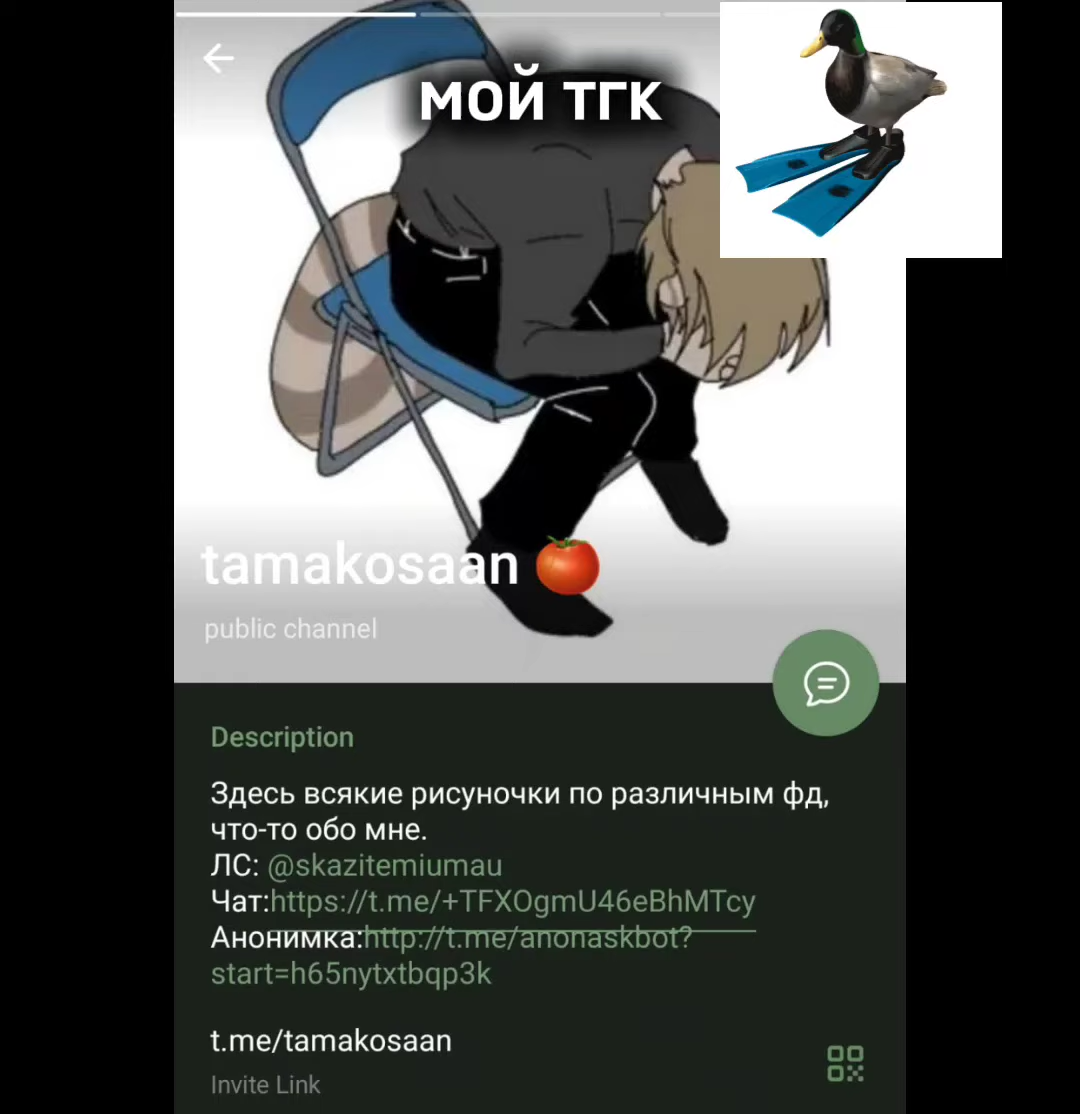 МОЙ ТГК
tamakosaan 🍅
public channel
Description
Здесь всякие рисуночки по различным фд,
что-то обо мне.
ЛС: @skazitemiumau
Чат:https://t.me/+TFXOgmU46eBhMTcy
Анонимка:http://t.me/anonaskbot?
start=h65nytxtbqp3k
t.me/tamakosaan
Invite Link